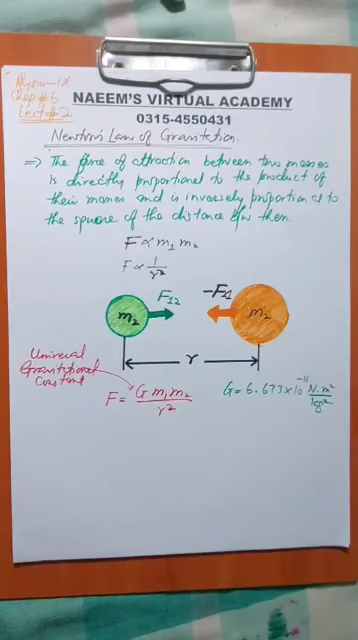 Phy-IX
Chap #6
Lect #2
NAEEM'S VIRTUAL ACADEMY
0315-4550431
Newton's Law of Gravitation.
⇒ The force of attraction between two masses
is directly proportional to the product of
their masses and is inversely proportional to
the square of the distance b/w them.
F ∝ m₁ m₂
F ∝ 1/r²
F₁₂
-F₂₁
m₂
m₂
r
Universal
Gravitational
Constant
F = G m₁ m₂ / r²
G = 6.673 × 10⁻¹¹ N.m²/kg²